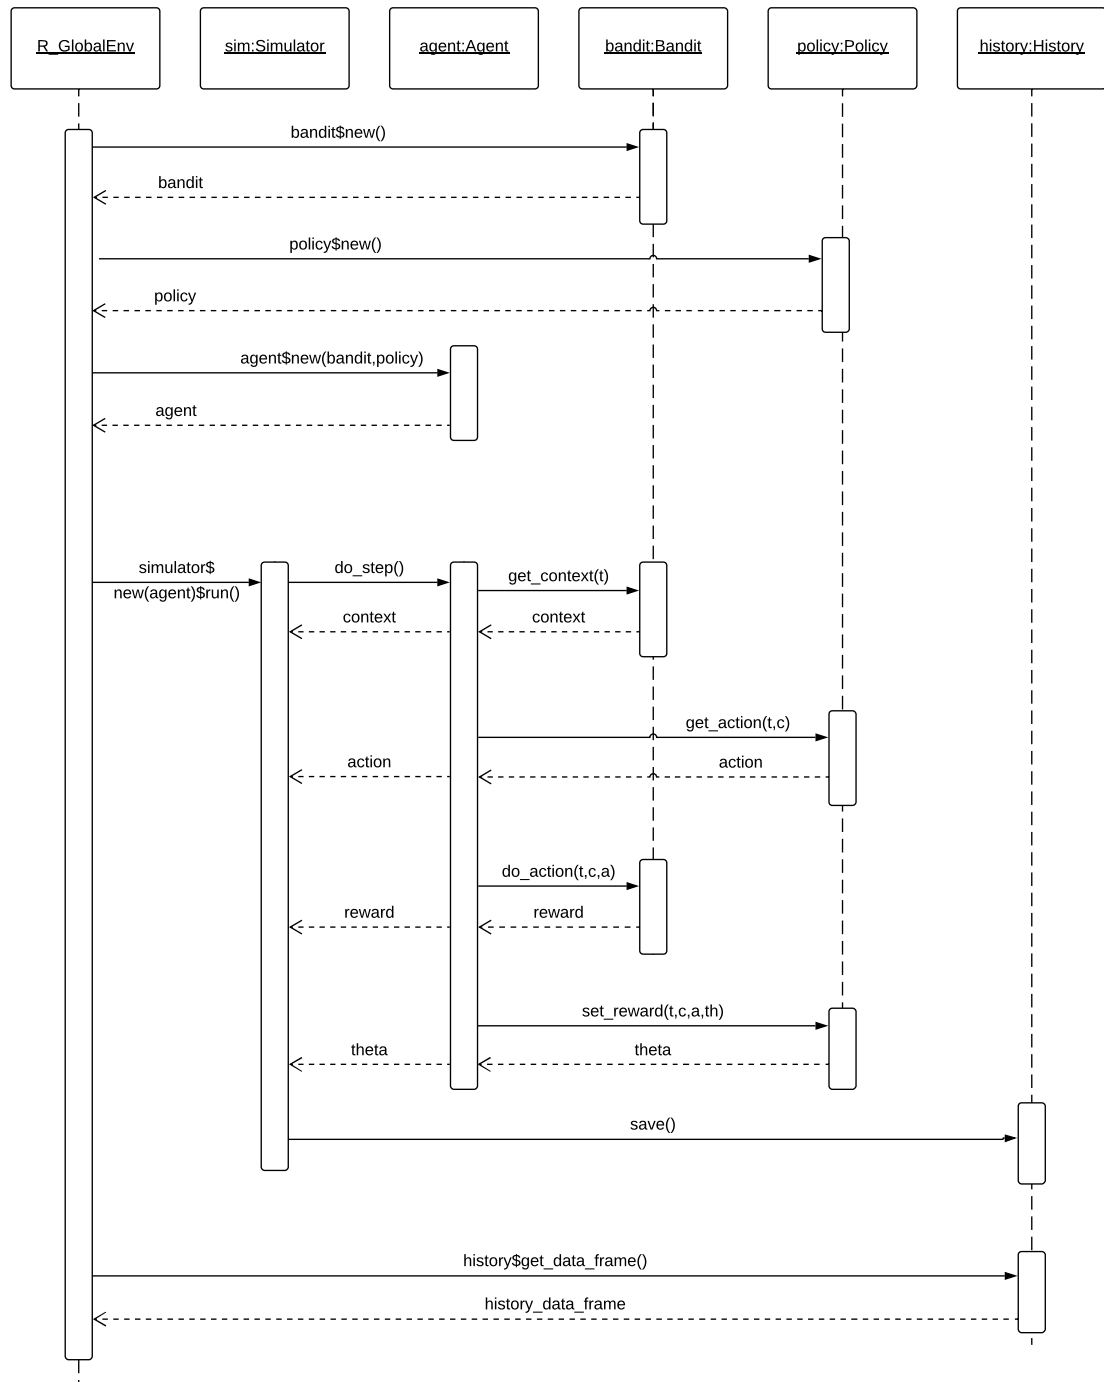 R_GlobalEnv
sim:Simulator
agent:Agent
bandit:Bandit
policy:Policy
history:History
bandit$new()
bandit
policy$new()
policy
agent$new(bandit,policy)
agent
simulator$
new(agent)$run()
do_step()
get_context(t)
context
context
get_action(t,c)
action
action
do_action(t,c,a)
reward
reward
set_reward(t,c,a,th)
theta
theta
save()
history$get_data_frame()
history_data_frame